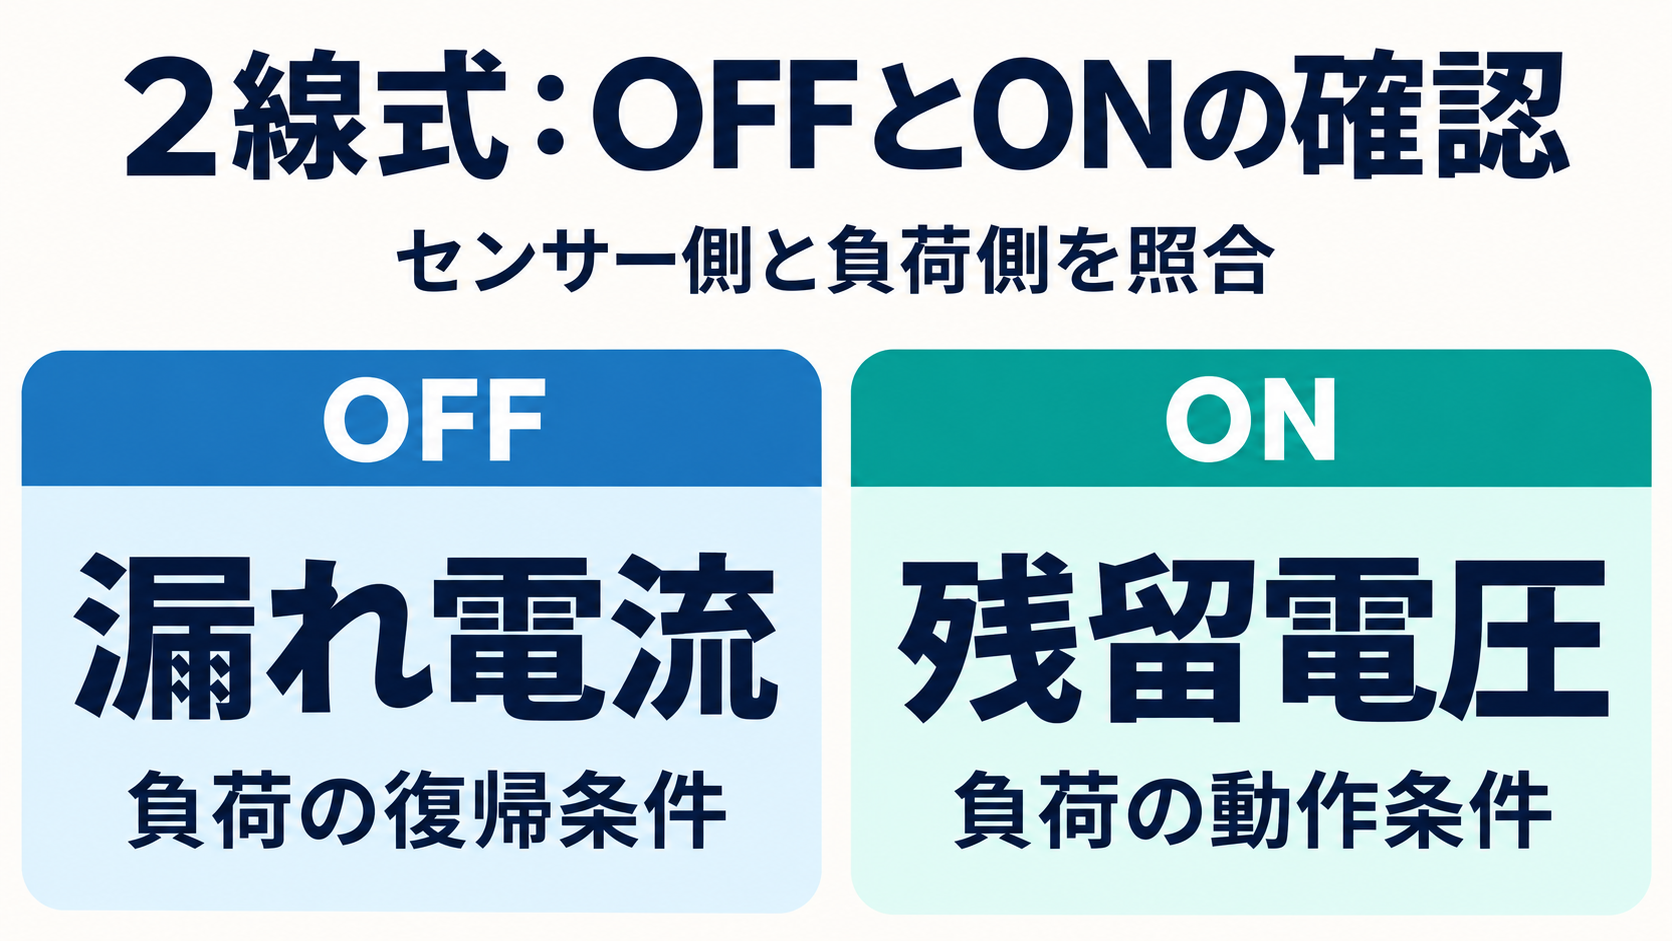 2線式：OFFとONの確認
センサー側と負荷側を照合
OFF
漏れ電流
負荷の復帰条件
ON
残留電圧
負荷の動作条件